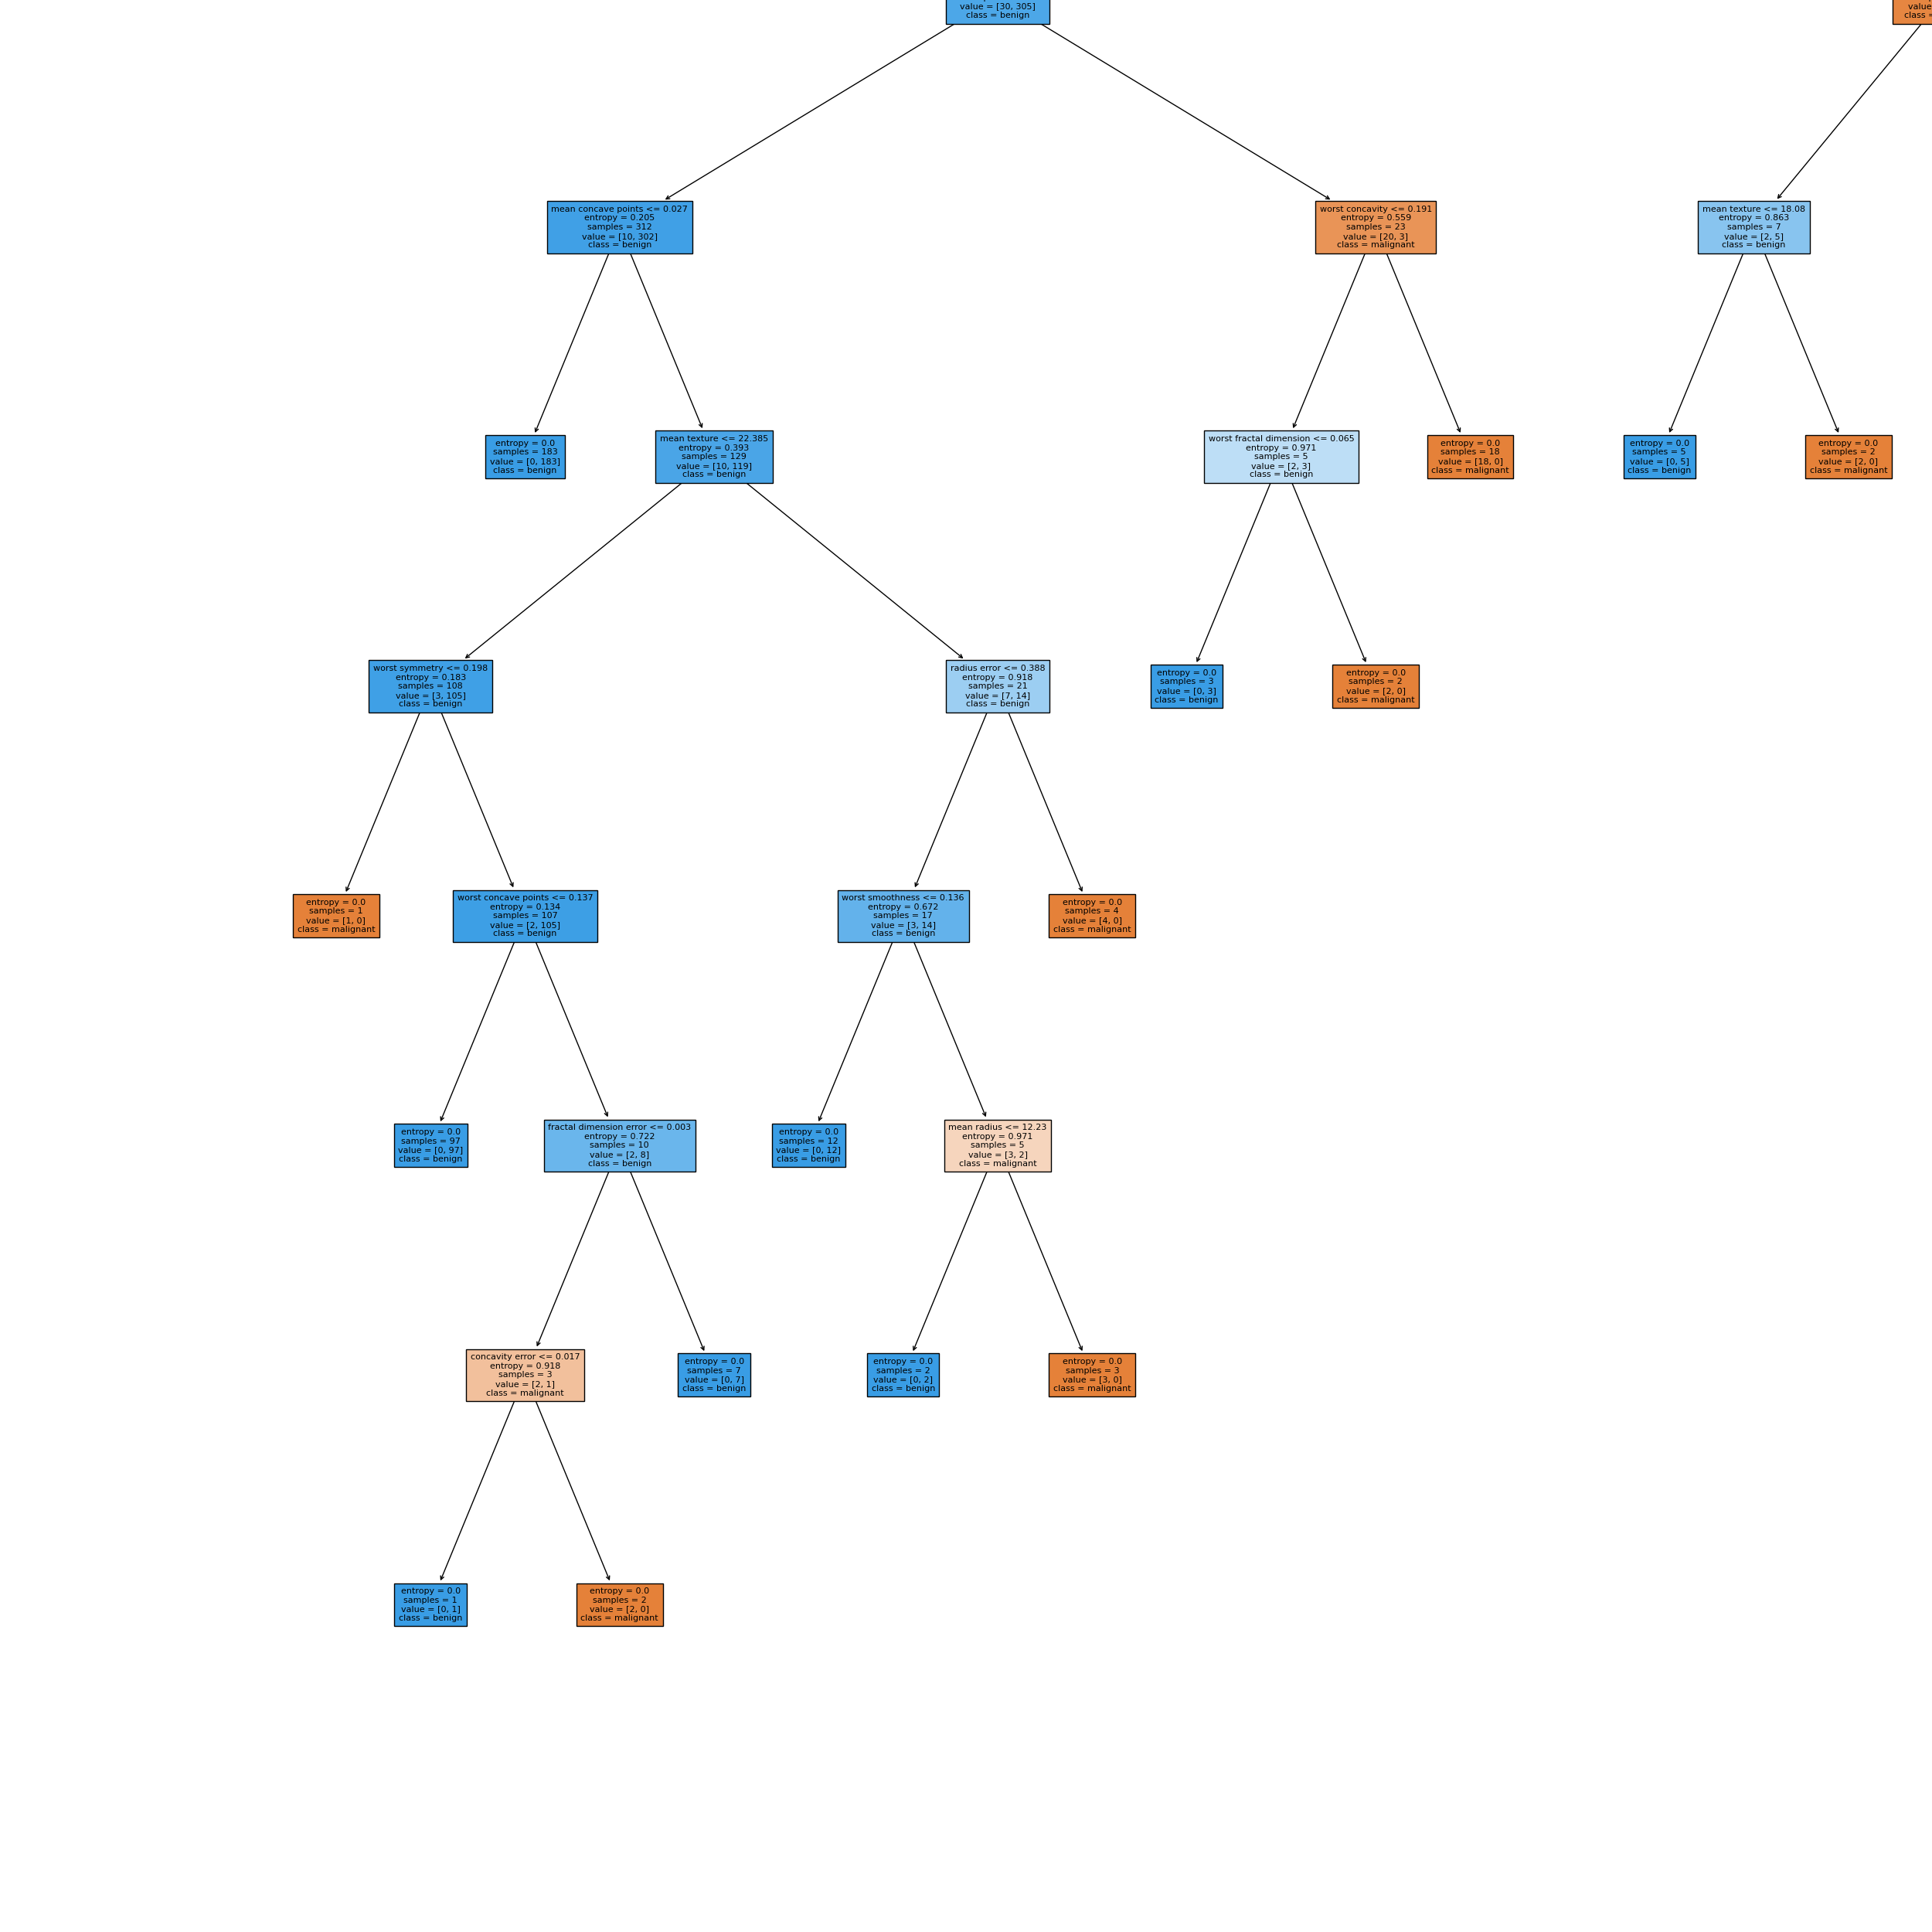 value = [30, 305]
class = benign
value
class =
mean concave points <= 0.027
entropy = 0.205
samples = 312
value = [10, 302]
class = benign
worst concavity <= 0.191
entropy = 0.559
samples = 23
value = [20, 3]
class = malignant
mean texture <= 18.08
entropy = 0.863
samples = 7
value = [2, 5]
class = benign
entropy = 0.0
samples = 183
value = [0, 183]
class = benign
mean texture <= 22.385
entropy = 0.393
samples = 129
value = [10, 119]
class = benign
worst fractal dimension <= 0.065
entropy = 0.971
samples = 5
value = [2, 3]
class = benign
entropy = 0.0
samples = 18
value = [18, 0]
class = malignant
entropy = 0.0
samples = 5
value = [0, 5]
class = benign
entropy = 0.0
samples = 2
value = [2, 0]
class = malignant
worst symmetry <= 0.198
entropy = 0.183
samples = 108
value = [3, 105]
class = benign
radius error <= 0.388
entropy = 0.918
samples = 21
value = [7, 14]
class = benign
entropy = 0.0
samples = 3
value = [0, 3]
class = benign
entropy = 0.0
samples = 2
value = [2, 0]
class = malignant
entropy = 0.0
samples = 1
value = [1, 0]
class = malignant
worst concave points <= 0.137
entropy = 0.134
samples = 107
value = [2, 105]
class = benign
worst smoothness <= 0.136
entropy = 0.672
samples = 17
value = [3, 14]
class = benign
entropy = 0.0
samples = 4
value = [4, 0]
class = malignant
entropy = 0.0
samples = 97
value = [0, 97]
class = benign
fractal dimension error <= 0.003
entropy = 0.722
samples = 10
value = [2, 8]
class = benign
entropy = 0.0
samples = 12
value = [0, 12]
class = benign
mean radius <= 12.23
entropy = 0.971
samples = 5
value = [3, 2]
class = malignant
concavity error <= 0.017
entropy = 0.918
samples = 3
value = [2, 1]
class = malignant
entropy = 0.0
samples = 7
value = [0, 7]
class = benign
entropy = 0.0
samples = 2
value = [0, 2]
class = benign
entropy = 0.0
samples = 3
value = [3, 0]
class = malignant
entropy = 0.0
samples = 1
value = [0, 1]
class = benign
entropy = 0.0
samples = 2
value = [2, 0]
class = malignant